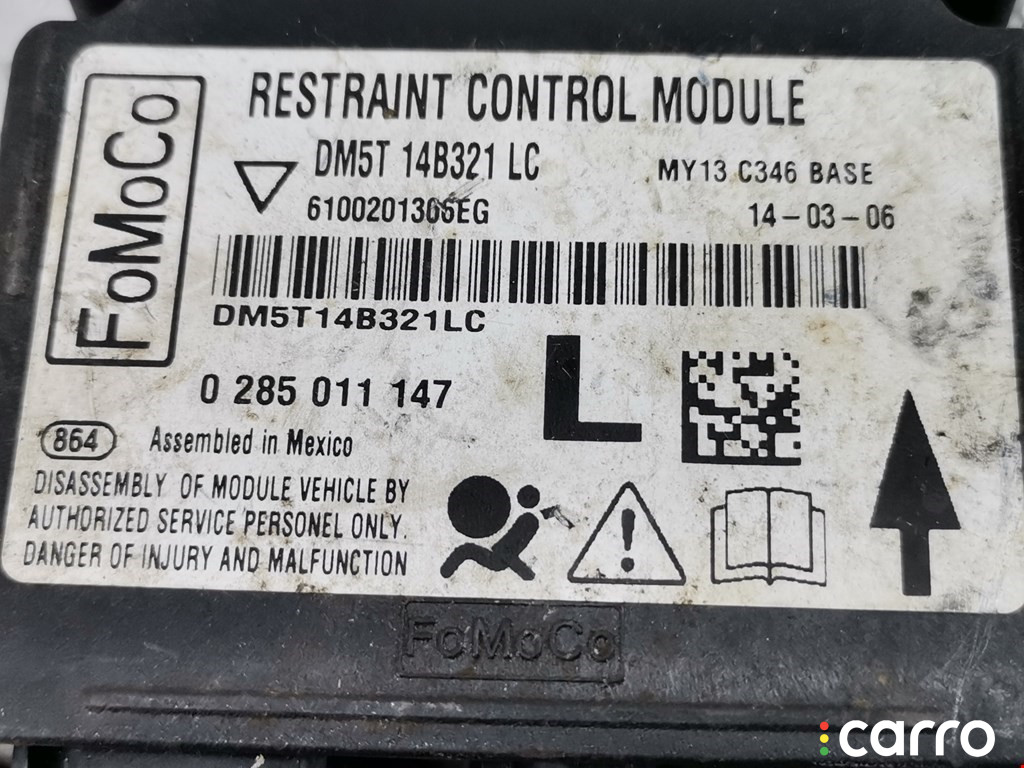 FoMoCo
RESTRAINT CONTROL MODULE
DM5T 14B321 LC
MY13 C346 BASE
6100201365EG
14-03-06
DM5T14B321LC
0 285 011 147
L
864
Assembled in Mexico
DISASSEMBLY OF MODULE VEHICLE BY
AUTHORIZED SERVICE PERSONEL ONLY.
DANGER OF INJURY AND MALFUNCTION
FoMoCo
carro